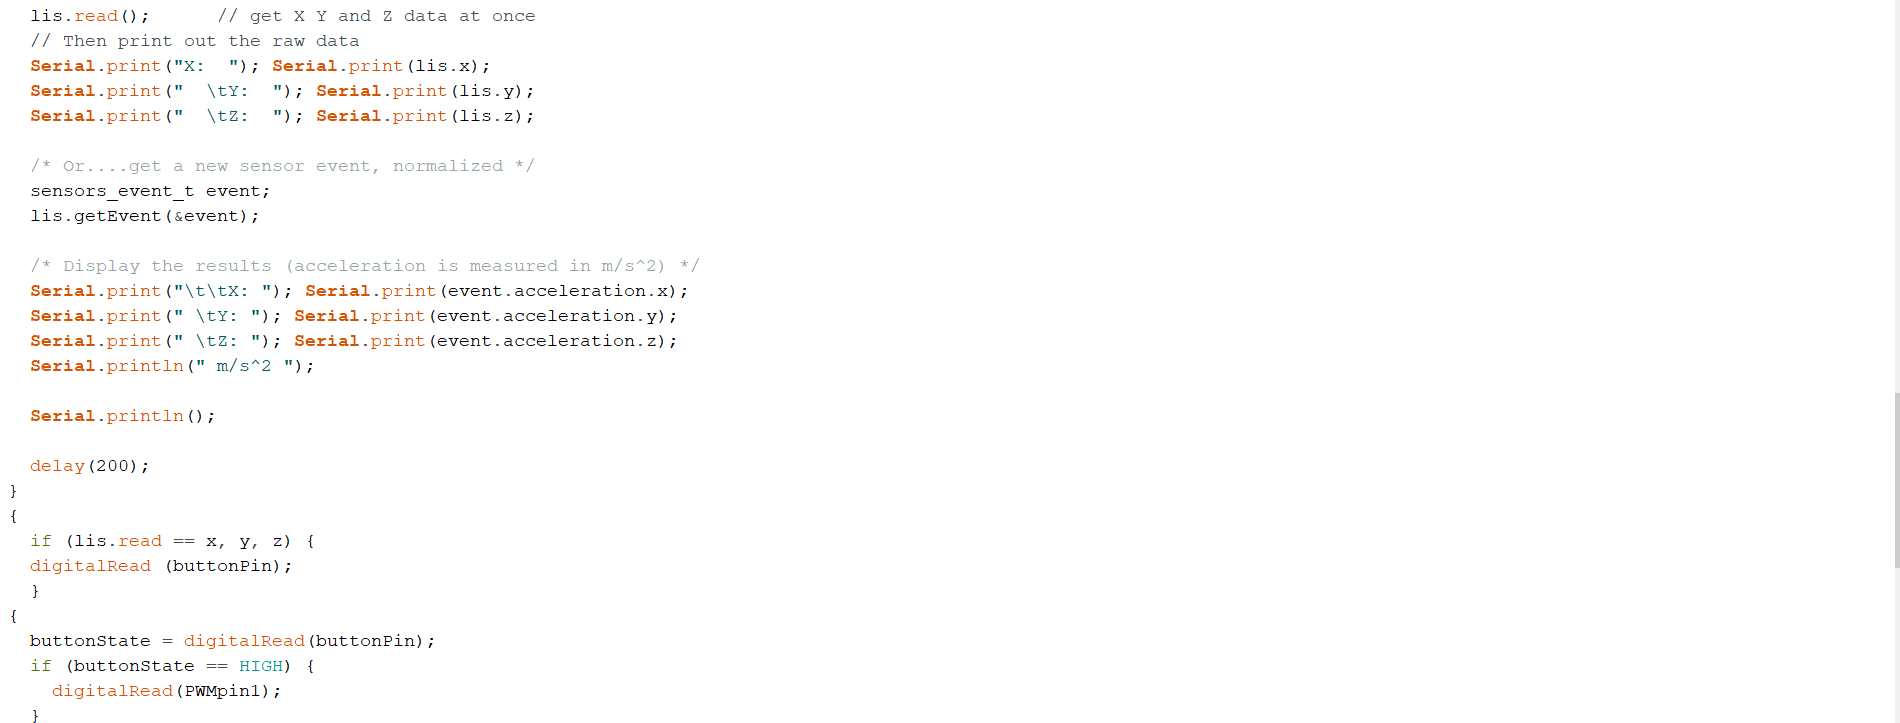 lis.read();      // get X Y and Z data at once
// Then print out the raw data
Serial.print("X:  "); Serial.print(lis.x);
Serial.print("  \tY:  "); Serial.print(lis.y);
Serial.print("  \tZ:  "); Serial.print(lis.z);
/* Or....get a new sensor event, normalized */
sensors_event_t event;
lis.getEvent(&event);
/* Display the results (acceleration is measured in m/s^2) */
Serial.print("\t\tX: "); Serial.print(event.acceleration.x);
Serial.print(" \tY: "); Serial.print(event.acceleration.y);
Serial.print(" \tZ: "); Serial.print(event.acceleration.z);
Serial.println(" m/s^2 ");
Serial.println();
delay(200);
}
{
if (lis.read == x, y, z) {
digitalRead (buttonPin);
}
{
buttonState = digitalRead(buttonPin);
if (buttonState == HIGH) {
digitalRead(PWMpin1);
}